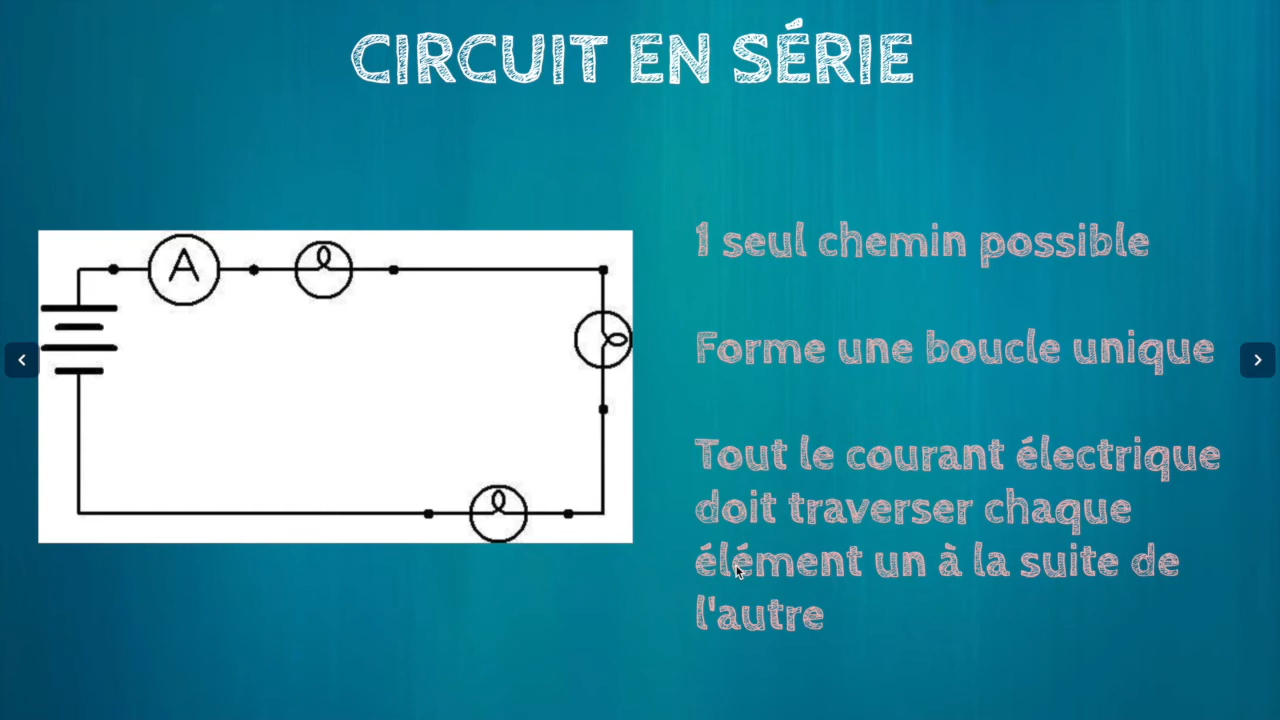 CIRCUIT EN SÉRIE
A
1 seul chemin possible
Forme une boucle unique
Tout le courant électrique
doit traverser chaque
élément un à la suite de
l'autre